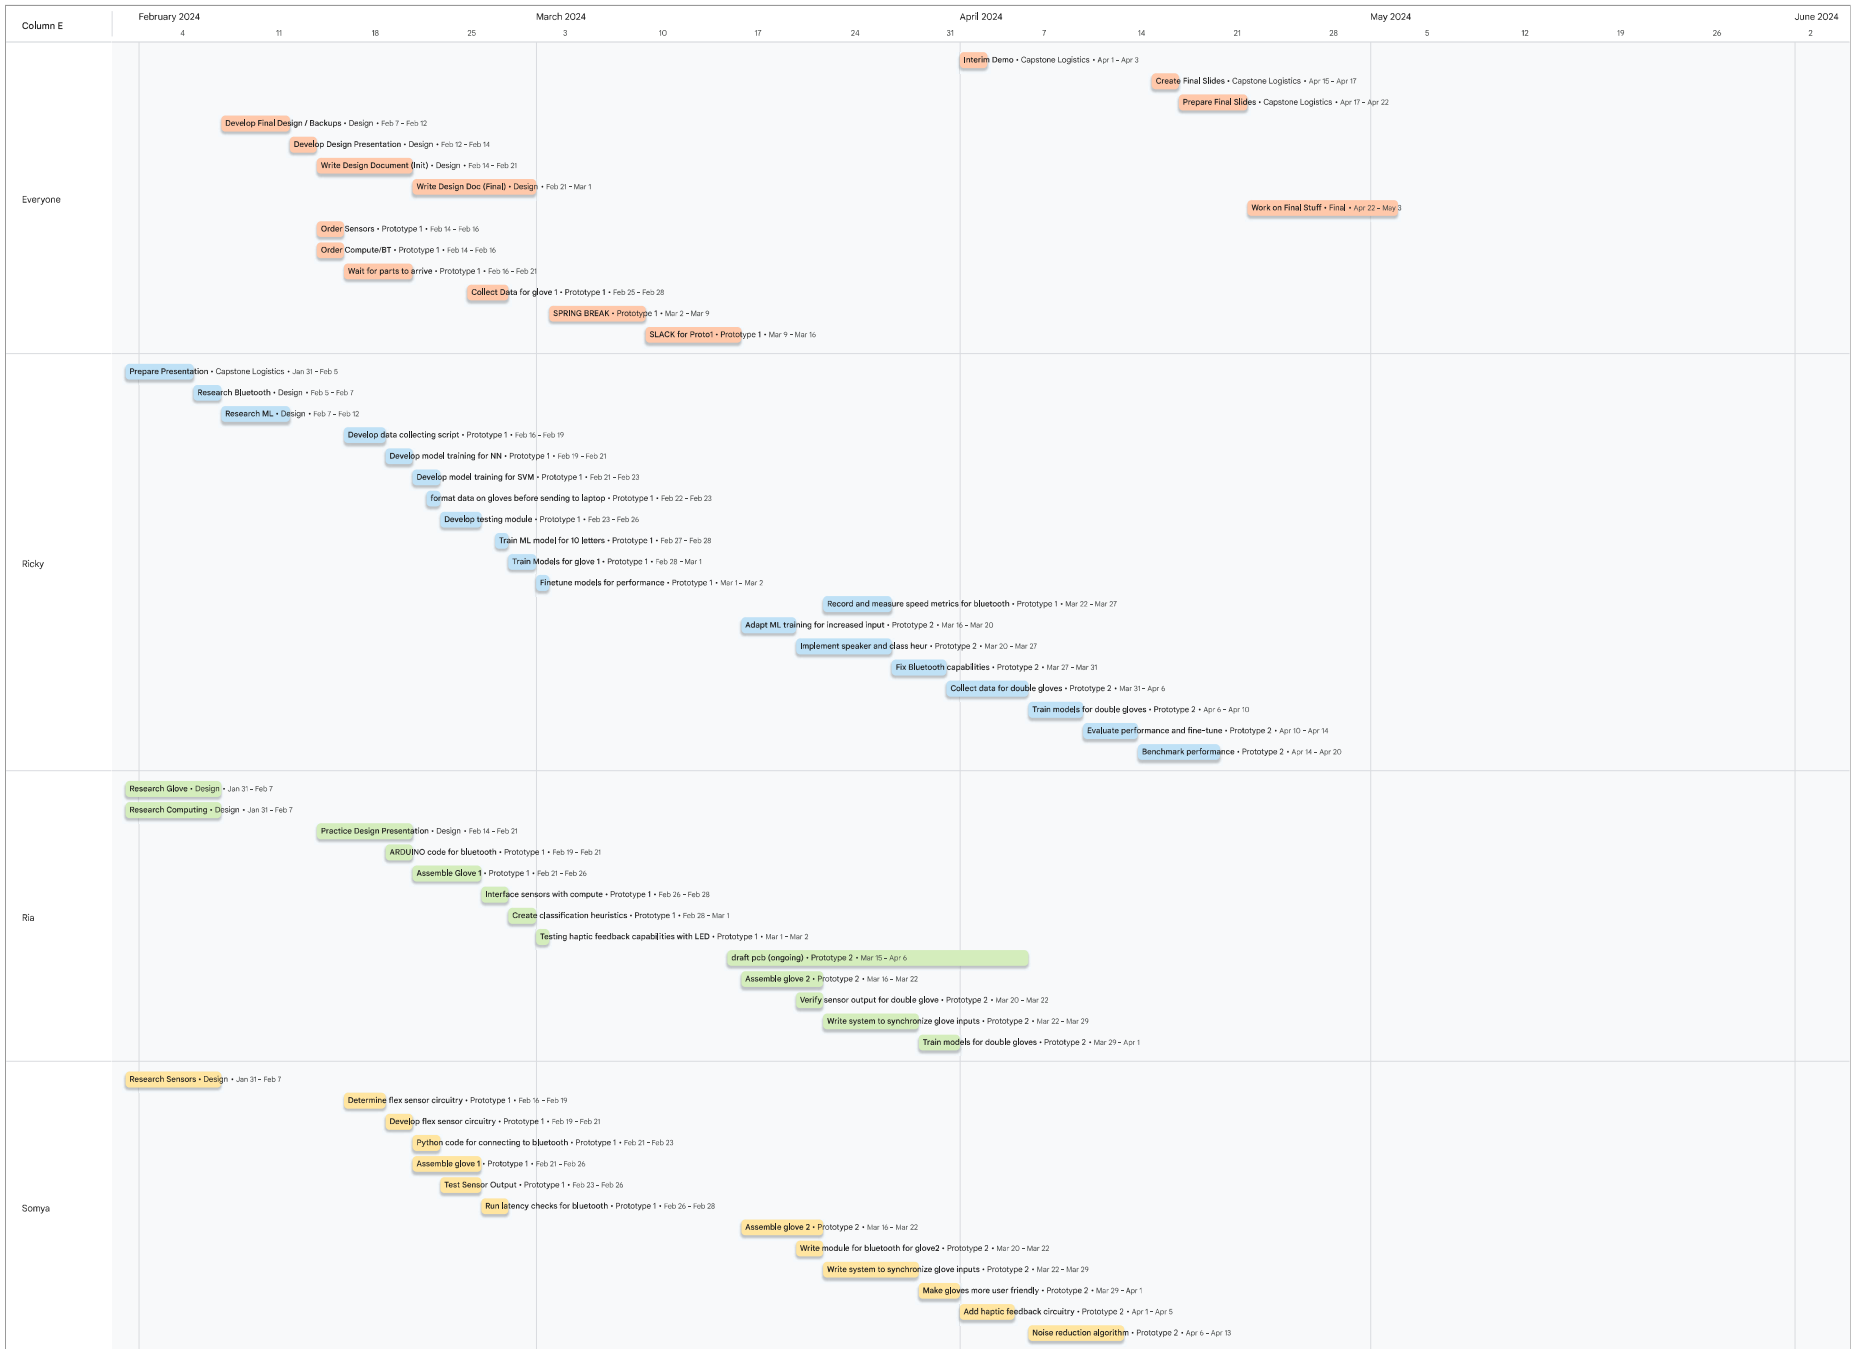 Column E
February 2024 March 2024 April 2024 May 2024 June 2024
4 11 18 25 3 10 17 24 31 7 14 21 28 5 12 19 26 2
Everyone
Interim Demo • Capstone Logistics • Apr 1 – Apr 3
Create Final Slides • Capstone Logistics • Apr 15 – Apr 17
Prepare Final Slides • Capstone Logistics • Apr 17 – Apr 22
Develop Final Design / Backups • Design • Feb 7 – Feb 12
Develop Design Presentation • Design • Feb 12 – Feb 14
Write Design Document (Init) • Design • Feb 14 – Feb 21
Write Design Doc (Final) • Design • Feb 21 – Mar 1
Work on Final Stuff • Final • Apr 22 – May 3
Order Sensors • Prototype 1 • Feb 14 – Feb 16
Order Compute/BT • Prototype 1 • Feb 14 – Feb 16
Wait for parts to arrive • Prototype 1 • Feb 16 – Feb 21
Collect Data for glove 1 • Prototype 1 • Feb 25 – Feb 28
SPRING BREAK • Prototype 1 • Mar 2 – Mar 9
SLACK for Proto1 • Prototype 1 • Mar 9 – Mar 16
Ricky
Prepare Presentation • Capstone Logistics • Jan 31 – Feb 5
Research Bluetooth • Design • Feb 5 – Feb 7
Research ML • Design • Feb 7 – Feb 12
Develop data collecting script • Prototype 1 • Feb 16 – Feb 19
Develop model training for NN • Prototype 1 • Feb 19 – Feb 21
Develop model training for SVM • Prototype 1 • Feb 21 – Feb 23
format data on gloves before sending to laptop • Prototype 1 • Feb 22 – Feb 23
Develop testing module • Prototype 1 • Feb 23 – Feb 26
Train ML model for 10 letters • Prototype 1 • Feb 27 – Feb 28
Train Models for glove 1 • Prototype 1 • Feb 28 – Mar 1
Finetune models for performance • Prototype 1 • Mar 1 – Mar 2
Record and measure speed metrics for bluetooth • Prototype 1 • Mar 22 – Mar 27
Adapt ML training for increased input • Prototype 2 • Mar 16 – Mar 20
Implement speaker and class heur • Prototype 2 • Mar 20 – Mar 27
Fix Bluetooth capabilities • Prototype 2 • Mar 27 – Mar 31
Collect data for double gloves • Prototype 2 • Mar 31 – Apr 6
Train models for double gloves • Prototype 2 • Apr 6 – Apr 10
Evaluate performance and fine-tune • Prototype 2 • Apr 10 – Apr 14
Benchmark performance • Prototype 2 • Apr 14 – Apr 20
Ria
Research Glove • Design • Jan 31 – Feb 7
Research Computing • Design • Jan 31 – Feb 7
Practice Design Presentation • Design • Feb 14 – Feb 21
ARDUINO code for bluetooth • Prototype 1 • Feb 19 – Feb 21
Assemble Glove 1 • Prototype 1 • Feb 21 – Feb 26
Interface sensors with compute • Prototype 1 • Feb 26 – Feb 28
Create classification heuristics • Prototype 1 • Feb 28 – Mar 1
Testing haptic feedback capabilities with LED • Prototype 1 • Mar 1 – Mar 2
draft pcb (ongoing) • Prototype 2 • Mar 15 – Apr 6
Assemble glove 2 • Prototype 2 • Mar 16 – Mar 22
Verify sensor output for double glove • Prototype 2 • Mar 20 – Mar 22
Write system to synchronize glove inputs • Prototype 2 • Mar 22 – Mar 29
Train models for double gloves • Prototype 2 • Mar 29 – Apr 1
Somya
Research Sensors • Design • Jan 31 – Feb 7
Determine flex sensor circuitry • Prototype 1 • Feb 16 – Feb 19
Develop flex sensor circuitry • Prototype 1 • Feb 19 – Feb 21
Python code for connecting to bluetooth • Prototype 1 • Feb 21 – Feb 23
Assemble glove 1 • Prototype 1 • Feb 21 – Feb 26
Test Sensor Output • Prototype 1 • Feb 23 – Feb 26
Run latency checks for bluetooth • Prototype 1 • Feb 26 – Feb 28
Assemble glove 2 • Prototype 2 • Mar 16 – Mar 22
Write module for bluetooth for glove2 • Prototype 2 • Mar 20 – Mar 22
Write system to synchronize glove inputs • Prototype 2 • Mar 22 – Mar 29
Make gloves more user friendly • Prototype 2 • Mar 29 – Apr 1
Add haptic feedback circuitry • Prototype 2 • Apr 1 – Apr 5
Noise reduction algorithm • Prototype 2 • Apr 6 – Apr 13